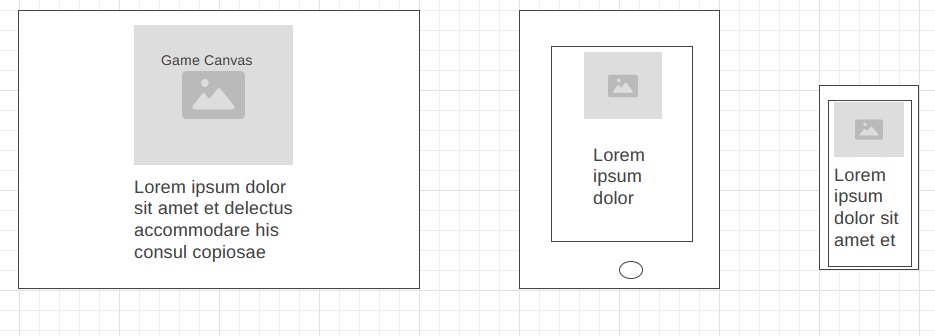 Game Canvas
Lorem ipsum dolor
sit amet et delectus
accommodare his
consul copiosae
Lorem
ipsum
dolor
Lorem
ipsum
dolor sit
amet et